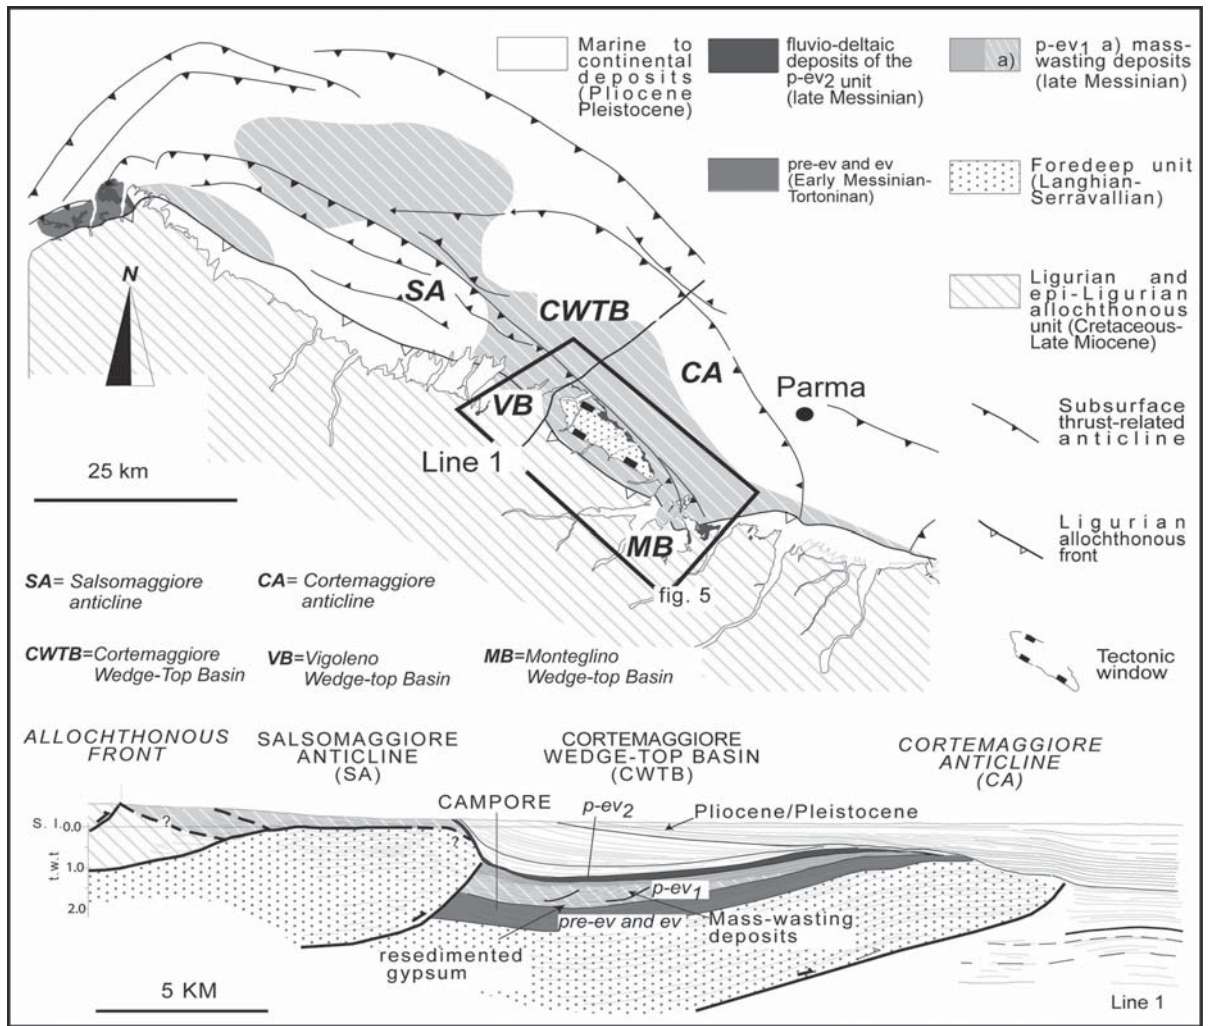 Marine to
continental
deposits
(Pliocene
Pleistocene)
fluvio-deltaic
deposits of the
p-ev2 unit
(late Messinian)
a)
p-ev1 a) mass-
wasting deposits
(late Messinian)
pre-ev and ev
(Early Messinian-
Tortoninan)
Foredeep unit
(Langhian-
Serravallian)
Ligurian and
epi-Ligurian
allochthonous
unit (Cretaceous-
Late Miocene)
Subsurface
thrust-related
anticline
Ligurian
allochthonous
front
Tectonic
window
N
SA
CWTB
CA
VB
Parma
Line 1
MB
fig. 5
25 km
SA= Salsomaggiore
anticline
CA= Cortemaggiore
anticline
CWTB=Cortemaggiore
Wedge-Top Basin
VB=Vigoleno
Wedge-top Basin
MB=Monteglino
Wedge-top Basin
ALLOCHTHONOUS
FRONT
SALSOMAGGIORE
ANTICLINE
(SA)
CORTEMAGGIORE
WEDGE-TOP BASIN
(CWTB)
CORTEMAGGIORE
ANTICLINE
(CA)
CAMPORE
p-ev2
Pliocene/Pleistocene
s. l.
0.0
t.w.t
1.0
2.0
?
?
p-ev1
pre-ev and ev
Mass-wasting
deposits
resedimented
gypsum
5 KM
Line 1